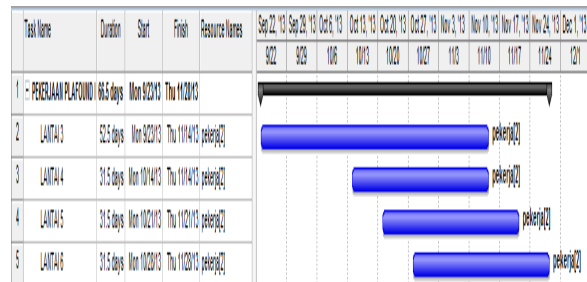 Task Name Duration Start Finish Resource Names
Sep 22, '13 Sep 29, '13 Oct 6, '13 Oct 13, '13 Oct 20, '13 Oct 27, '13 Nov 3, '13 Nov 10, '13 Nov 17, '13 Nov 24, '13 Dec 1, '13
9/22 9/29 10/6 10/13 10/20 10/27 11/3 11/10 11/17 11/24 12/1
1 PEKERJAAN PLAFOUND 66.5 days Mon 9/23/13 Thu 11/28/13
2 LANTAI 3 52.5 days Mon 9/23/13 Thu 11/14/13 pekerja[2] pekerja[2]
3 LANTAI 4 31.5 days Mon 10/14/13 Thu 11/14/13 pekerja[2] pekerja[2]
4 LANTAI 5 31.5 days Mon 10/21/13 Thu 11/21/13 pekerja[2] pekerja[2]
5 LANTAI 6 31.5 days Mon 10/28/13 Thu 11/28/13 pekerja[2] pekerja[2]